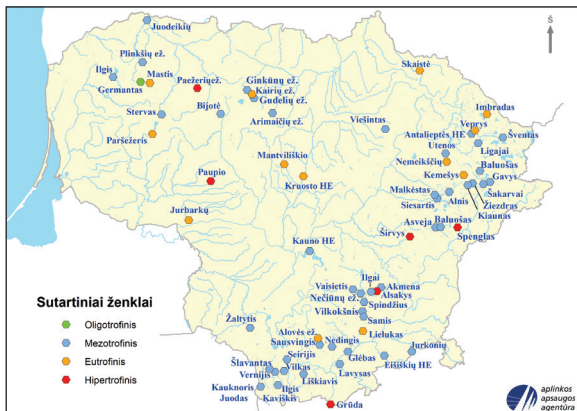 Š
Juodeikių
Plinkšių ež.
Skaistė
Ilgis
Mastis
Paežeriųež.
Ginkūnų ež.
Germantas
Kairių ež.
Gudelių ež.
Imbradas
Stervas
Bijotė
Arimaičių ež.
Veprys
Viešintas
Antalieptės HE
Šventas
Paršežeris
Utenos
Ligajai
Mantviliškio
Nemeikščių
Baluošas
Paupio
Kruosto HE
Kemešys
Gavys
Malkėstas
Šakarvai
Alnis
Žiezdras
Siesartis
Kiaunas
Jurbarkų
Asveja
Baluošas
Širvys
Spenglas
Kauno HE
Ilgai
Sutartiniai ženklai
Vaisietis
Akmena
Nečiūnų ež.
Alsakys
Oligotrofinis
Spindžius
Vilkokšnis
Mezotrofinis
Žaltytis
Samis
Alovės ež.
Lielukas
Eutrofinis
Sausvingis
Nedingis
Jurkonių
Hipertrofinis
Šlavantas
Seirijis
Glėbas
Eišiškių HE
Vernijis
Vilkas
Lavysas
Kauknoris
Ilgis
Liškiavis
Juodas
Kaviškis
Grūda
aplinkos
apsaugos
agentūra